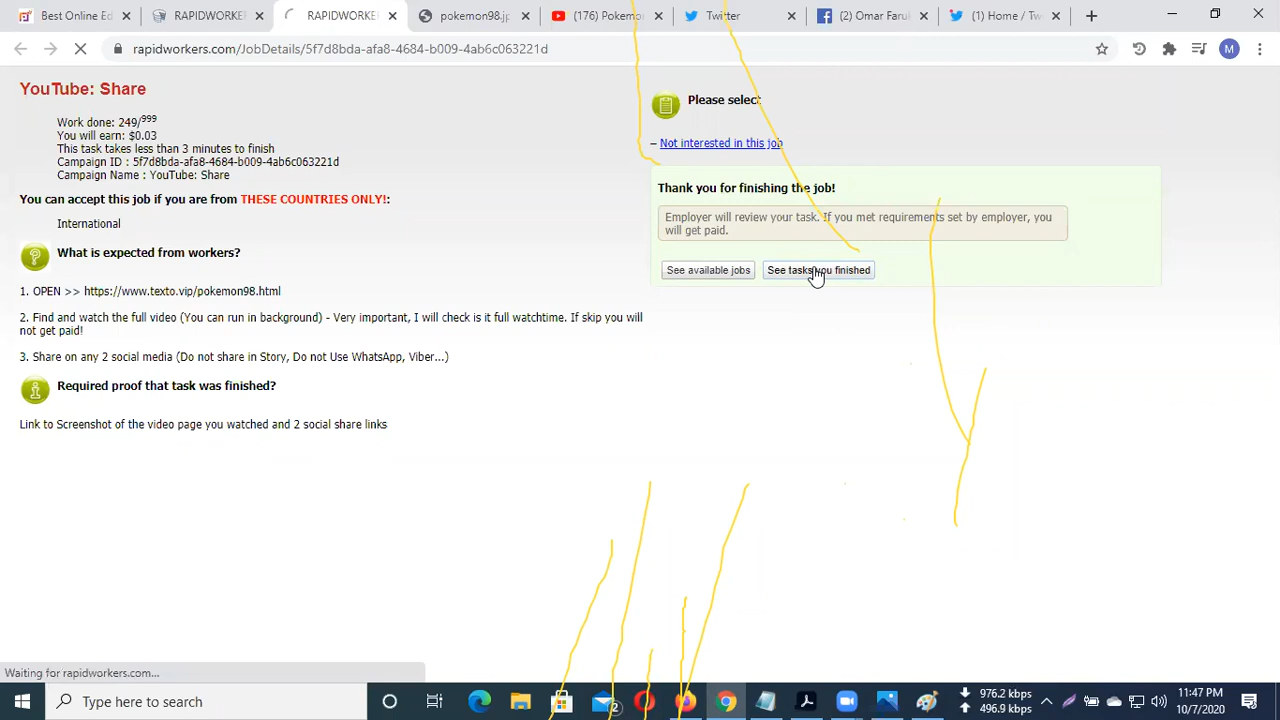 Best Online Ed
RAPIDWORKER
RAPIDWORKE
pokemon98.jp
(176) Pokemo
Twitter
(2) Omar Faruk
(1) Home / Tw
rapidworkers.com/JobDetails/5f7d8bda-afa8-4684-b009-4ab6c063221d
M
YouTube: Share
Work done: 249/999
You will earn: $0.03
This task takes less than 3 minutes to finish
Campaign ID : 5f7d8bda-afa8-4684-b009-4ab6c063221d
Campaign Name : YouTube: Share
You can accept this job if you are from THESE COUNTRIES ONLY!:
International
What is expected from workers?
1. OPEN >> https://www.texto.vip/pokemon98.html
2. Find and watch the full video (You can run in background) - Very important, I will check is it full watchtime. If skip you will
not get paid!
3. Share on any 2 social media (Do not share in Story, Do not Use WhatsApp, Viber...)
Required proof that task was finished?
Link to Screenshot of the video page you watched and 2 social share links
Please select
– Not interested in this job
Thank you for finishing the job!
Employer will review your task. If you met requirements set by employer, you
will get paid.
See available jobs
See tasks you finished
Waiting for rapidworkers.com...
Type here to search
2
976.2 kbps
496.9 kbps
11:47 PM
10/7/2020